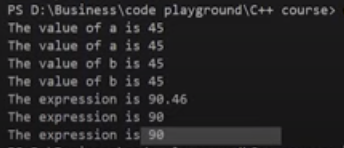 PS D:\Business\code playground\C++ course>
The value of a is 45
The value of a is 45
The value of b is 45
The value of b is 45
The expression is 90.46
The expression is 90
The expression is 90